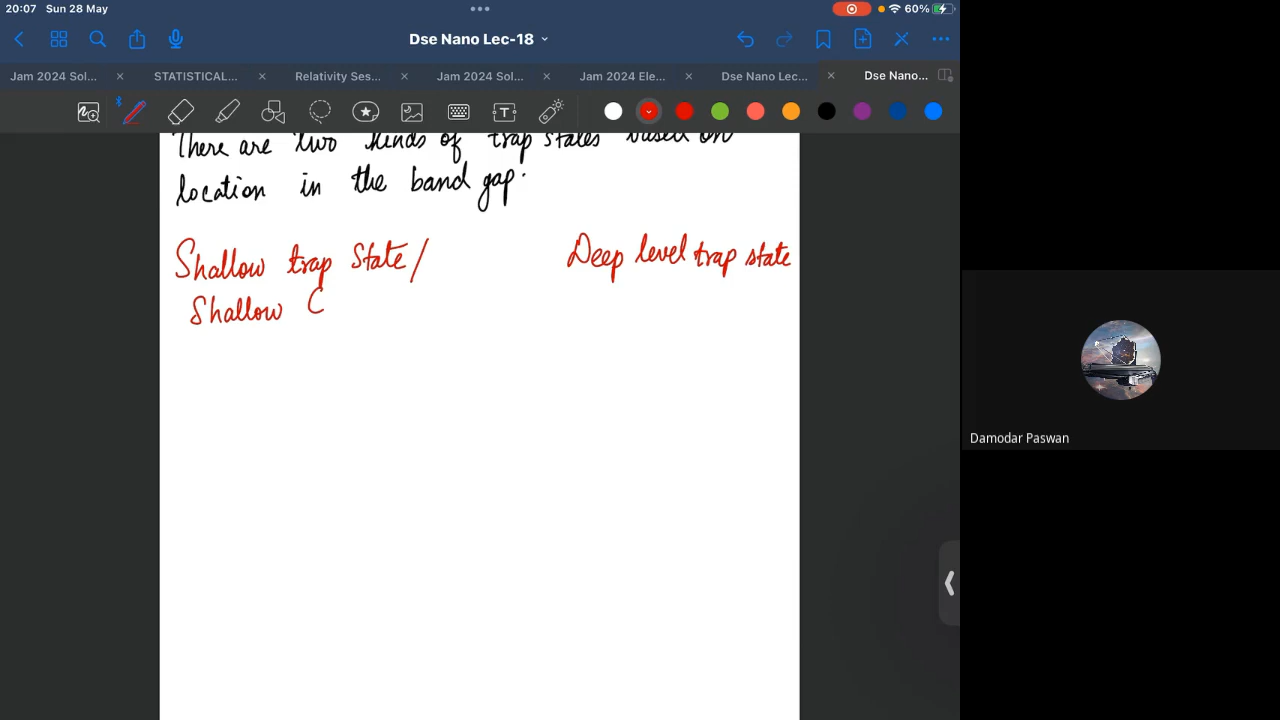 20:07 Sun 28 May
60%
Dse Nano Lec-18
Jam 2024 Sol...
STATISTICAL...
Relativity Ses...
Jam 2024 Sol...
Jam 2024 Ele...
Dse Nano Lec...
Dse Nano...
There are two kinds of trap states based on
location in the band gap.
Shallow trap State/
Deep level trap state
Shallow C
Damodar Paswan